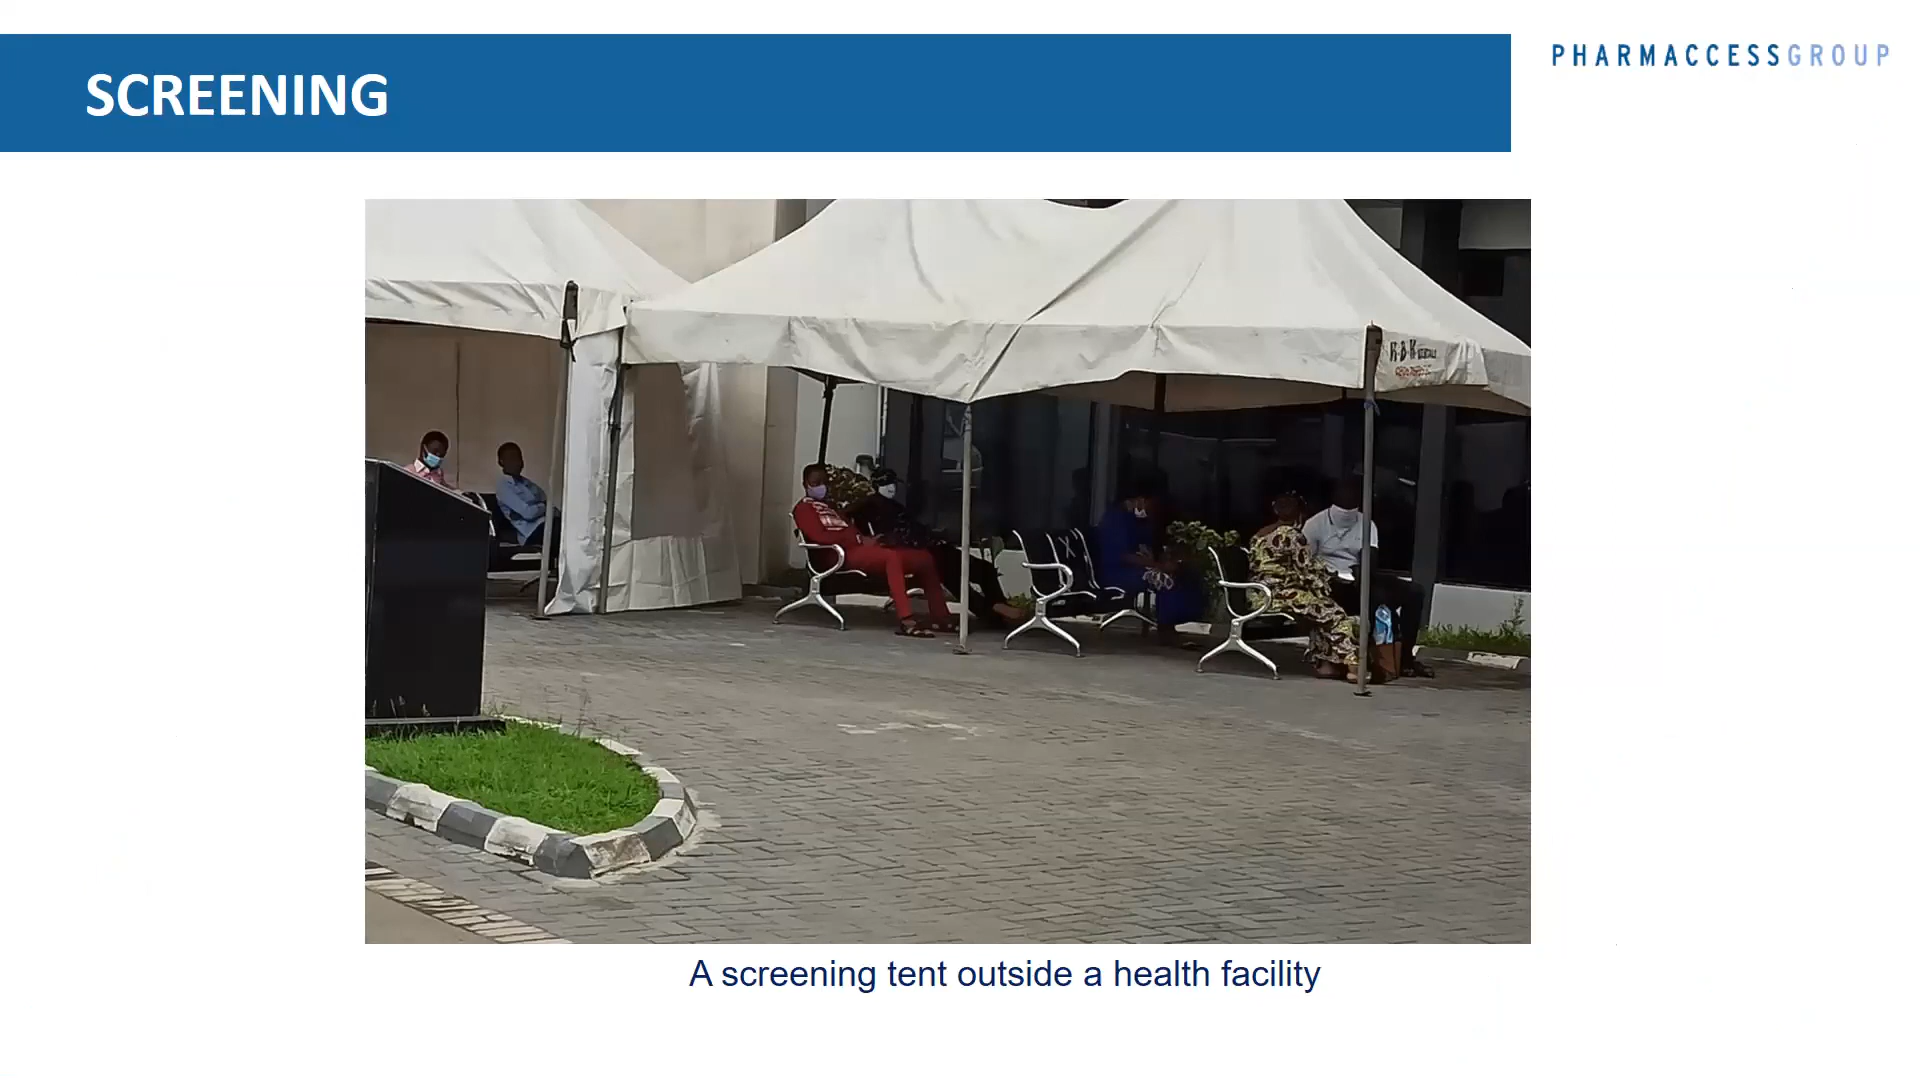 SCREENING
PHARMACCESSGROUP
A screening tent outside a health facility